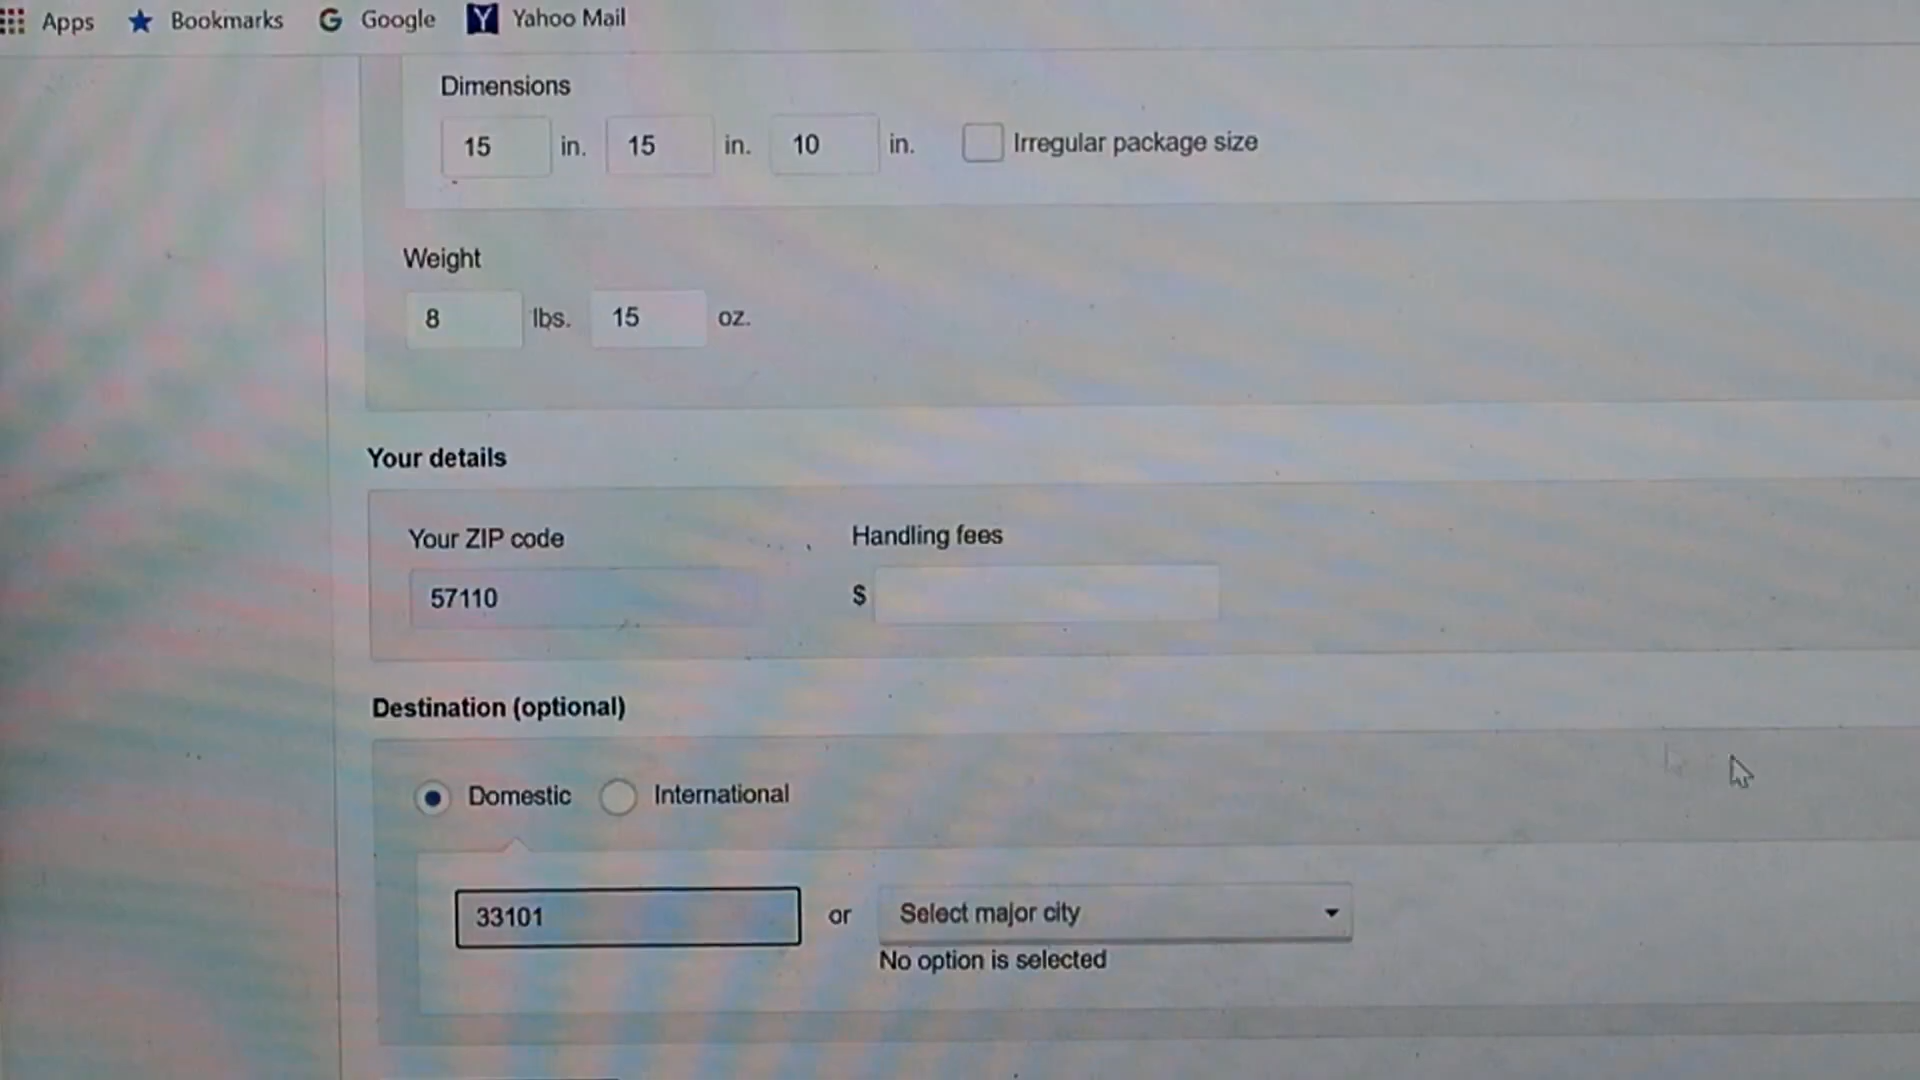 Apps Bookmarks Google Yahoo Mail
Dimensions
15 in. 15 in. 10 in. Irregular package size
Weight
8 lbs. 15 oz.
Your details
Your ZIP code Handling fees
57110 $
Destination (optional)
Domestic International
33101 or Select major city
No option is selected